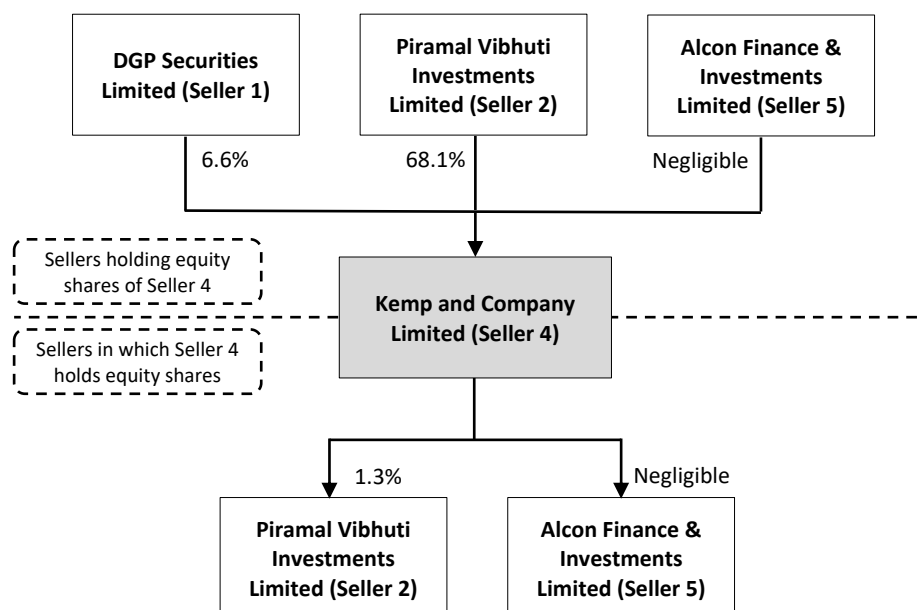 DGP Securities
Limited (Seller 1)
Piramal Vibhuti
Investments
Limited (Seller 2)
Alcon Finance &
Investments
Limited (Seller 5)
6.6%
68.1%
Negligible
Sellers holding equity
shares of Seller 4
Kemp and Company
Limited (Seller 4)
Sellers in which Seller 4
holds equity shares
1.3%
Negligible
Piramal Vibhuti
Investments
Limited (Seller 2)
Alcon Finance &
Investments
Limited (Seller 5)